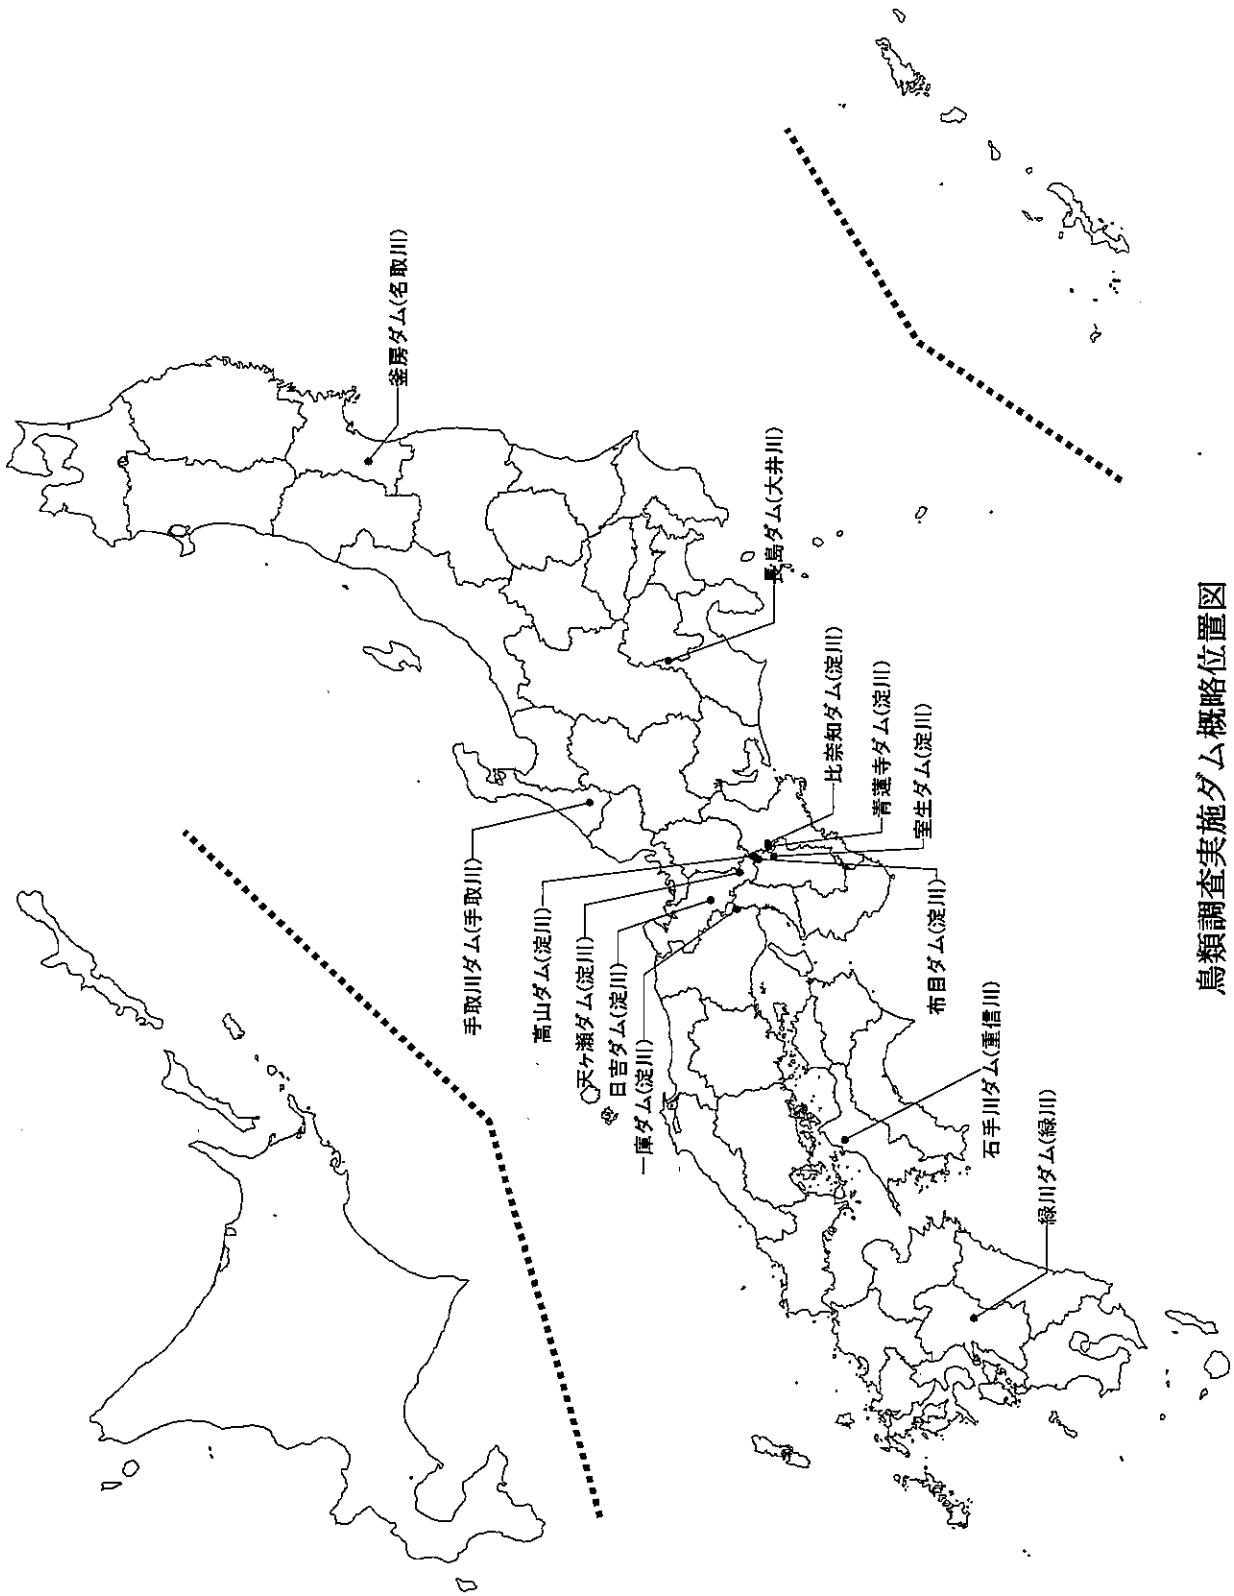 釜房ダム(名取川)
長島ダム(大井川)
手取川ダム(手取川)
高山ダム(淀川)
天ヶ瀬ダム(淀川)
日吉ダム(淀川)
一庫ダム(淀川)
比奈知ダム(淀川)
青蓮寺ダム(淀川)
室生ダム(淀川)
布目ダム(淀川)
石手川ダム(重信川)
緑川ダム(緑川)
鳥類調査実施ダム概略位置図